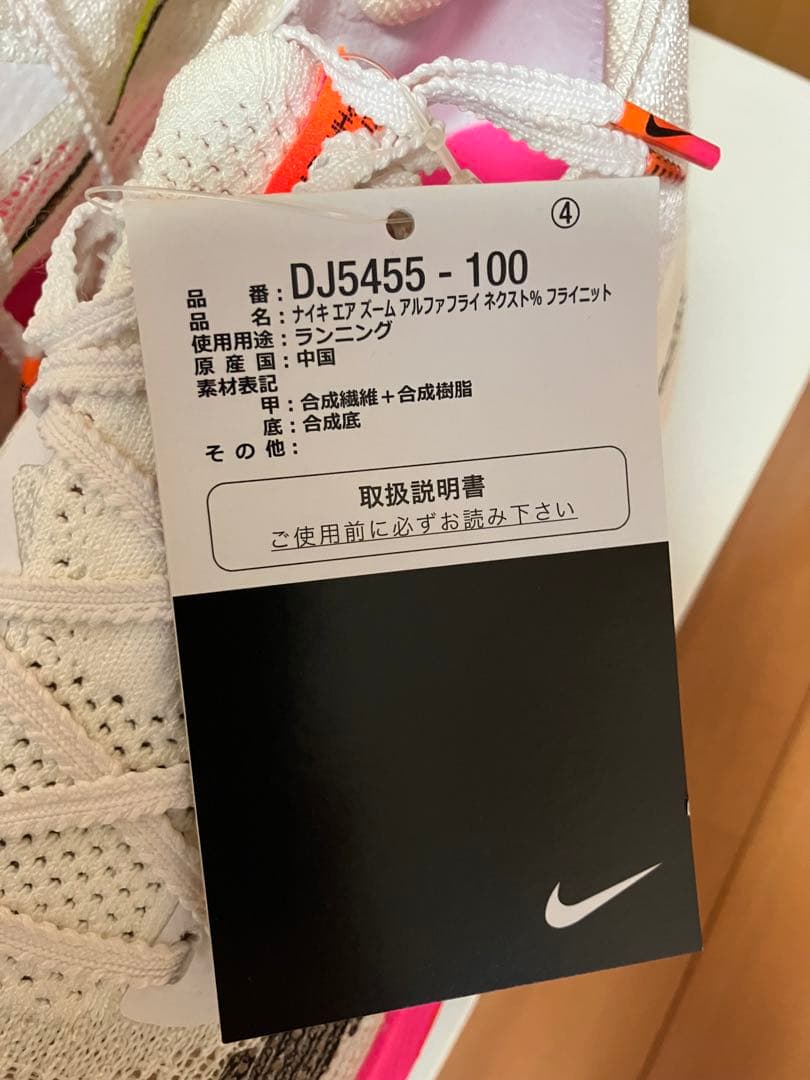 ④
品番：DJ5455 - 100
品名：ナイキ エア ズーム アルファフライ ネクスト% フライニット
使用用途：ランニング
原産国：中国
素材表記
甲：合成繊維＋合成樹脂
底：合成底
その他：
取扱説明書
ご使用前に必ずお読み下さい